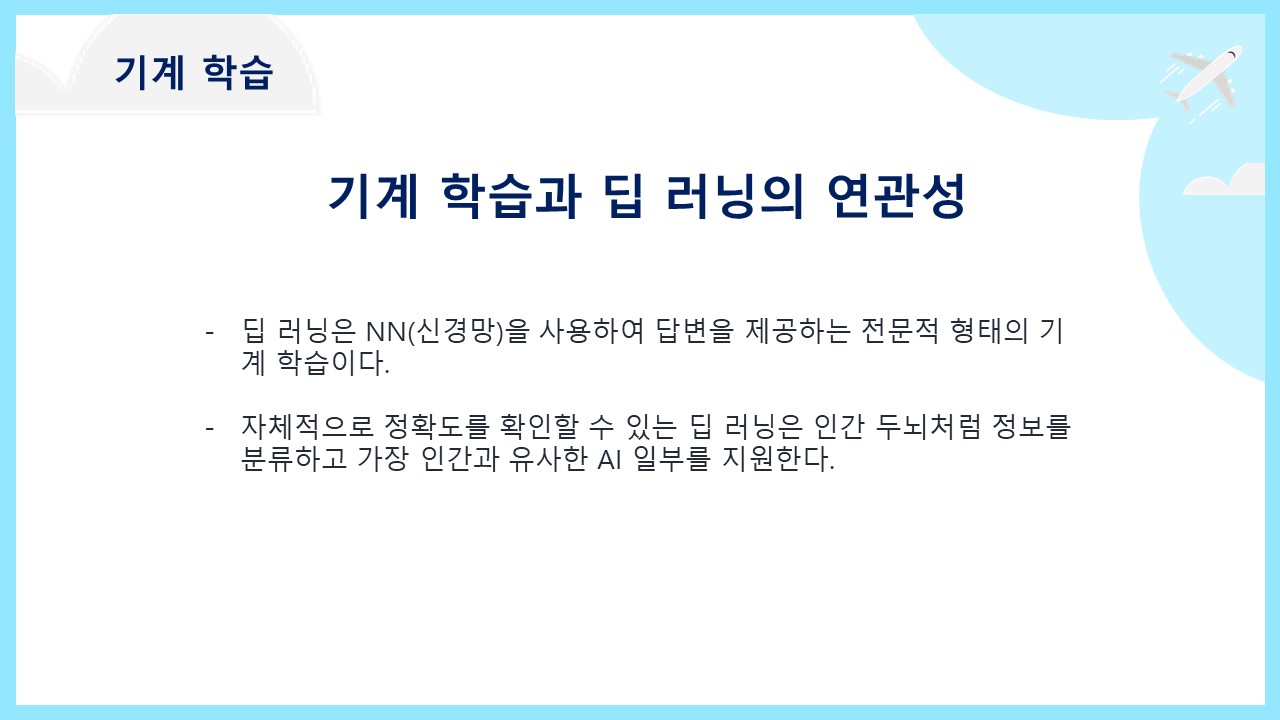 기계 학습
기계 학습과 딥 러닝의 연관성
- 딥 러닝은 NN(신경망)을 사용하여 답변을 제공하는 전문적 형태의 기
계 학습이다.
- 자체적으로 정확도를 확인할 수 있는 딥 러닝은 인간 두뇌처럼 정보를
분류하고 가장 인간과 유사한 AI 일부를 지원한다.